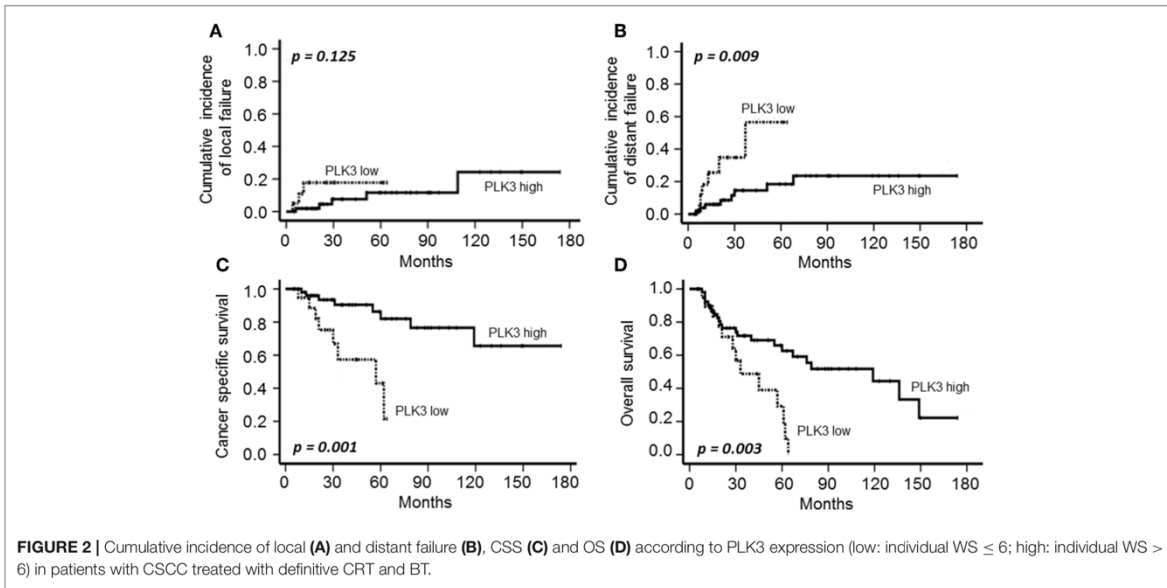 A
p = 0.125
Cumulative incidence
of local failure
1.0
0.8
0.6
0.4
0.2
0.0
PLK3 low
PLK3 high
0 30 60 90 120 150 180
Months
B
p = 0.009
Cumulative incidence
of distant failure
1.0
0.8
0.6
0.4
0.2
0.0
PLK3 low
PLK3 high
0 30 60 90 120 150 180
Months
C
Cancer specific survival
1.0
0.8
0.6
0.4
0.2
0.0
PLK3 high
PLK3 low
p = 0.001
0 30 60 90 120 150 180
Months
D
Overall survival
1.0
0.8
0.6
0.4
0.2
0.0
PLK3 high
PLK3 low
p = 0.003
0 30 60 90 120 150 180
Months
FIGURE 2 | Cumulative incidence of local (A) and distant failure (B), CSS (C) and OS (D) according to PLK3 expression (low: individual WS ≤ 6; high: individual WS >
6) in patients with CSCC treated with definitive CRT and BT.